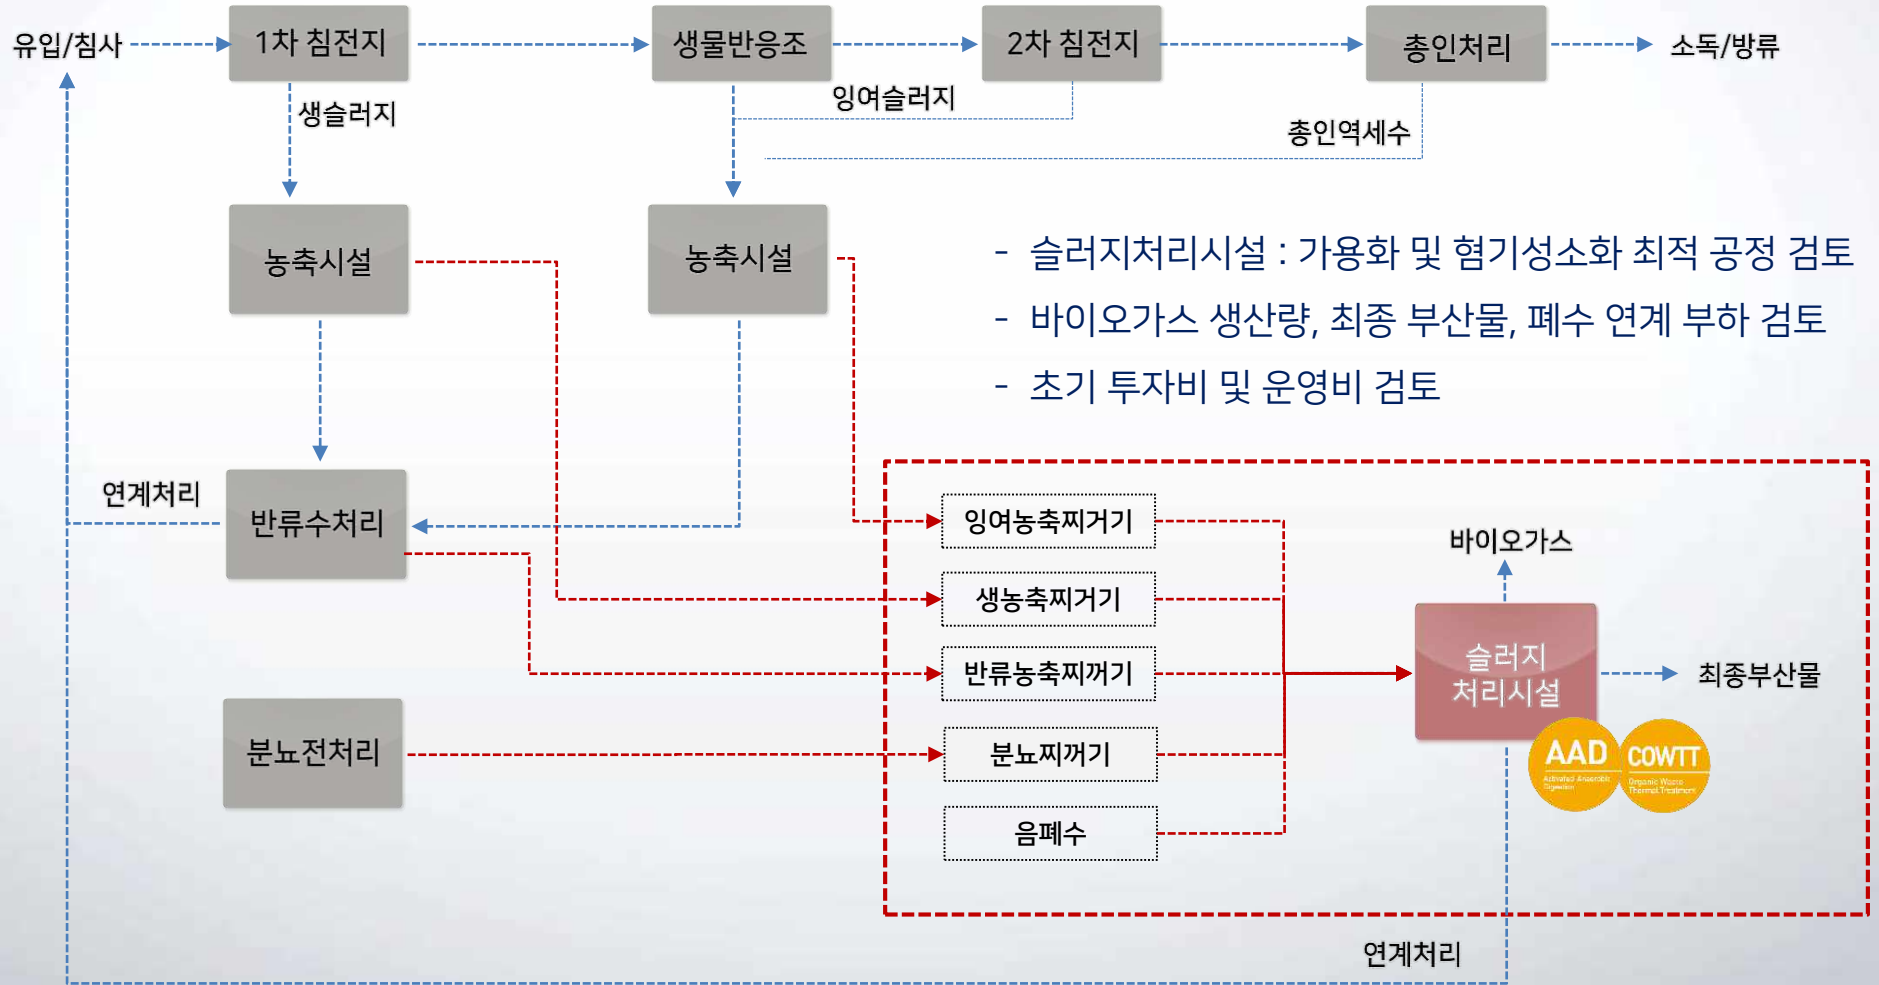 유입/침사
1차 침전지
생물반응조
2차 침전지
총인처리
소독/방류
생슬러지
잉여슬러지
총인역세수
농축시설
농축시설
- 슬러지처리시설 : 가용화 및 혐기성소화 최적 공정 검토
- 바이오가스 생산량, 최종 부산물, 폐수 연계 부하 검토
- 초기 투자비 및 운영비 검토
연계처리
반류수처리
잉여농축찌거기
바이오가스
생농축찌거기
반류농축찌꺼기
슬러지
처리시설
최종부산물
분뇨전처리
분뇨찌꺼기
AAD
Activated Anaerobic
Digestion
COWTT
Organic Waste
Thermal Treatment
음폐수
연계처리